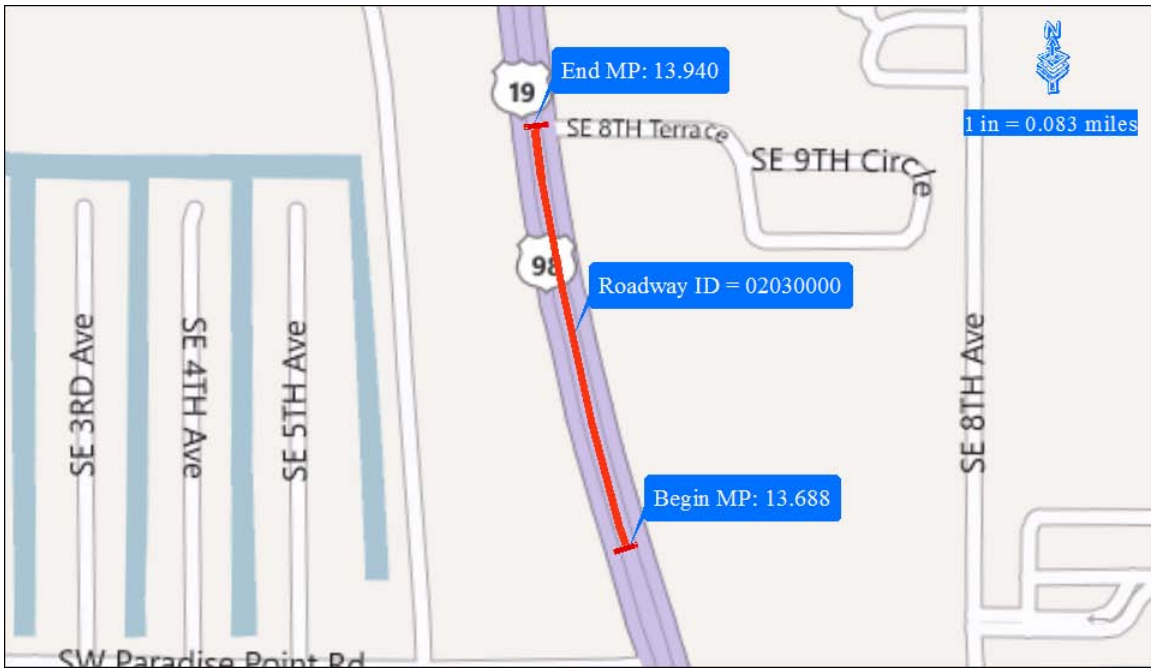 N
End MP: 13.940
19
1 in = 0.083 miles
SE 8TH Terrace
SE 9TH Circle
98
Roadway ID = 02030000
SE 3RD Ave
SE 4TH Ave
SE 5TH Ave
SE 8TH Ave
Begin MP: 13.688
SW Paradise Point Rd